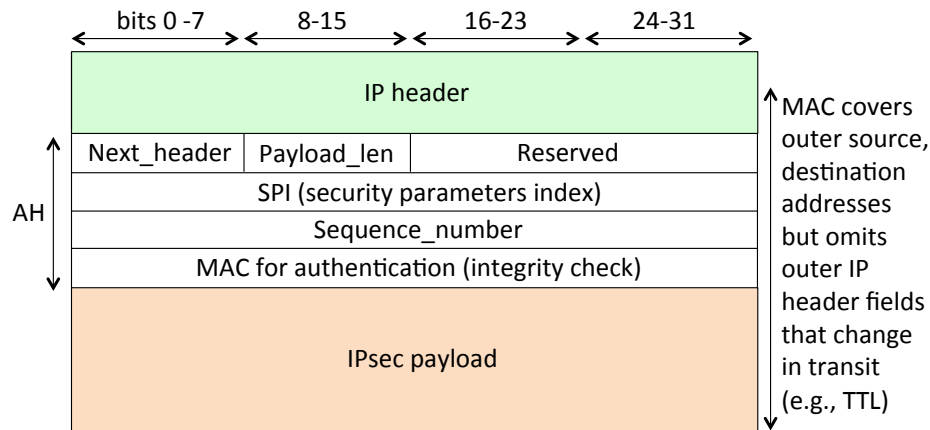 bits 0 -7 8-15 16-23 24-31
IP header
Next_header Payload_len Reserved
SPI (security parameters index)
Sequence_number
MAC for authentication (integrity check)
AH
IPsec payload
MAC covers
outer source,
destination
addresses
but omits
outer IP
header fields
that change
in transit
(e.g., TTL)